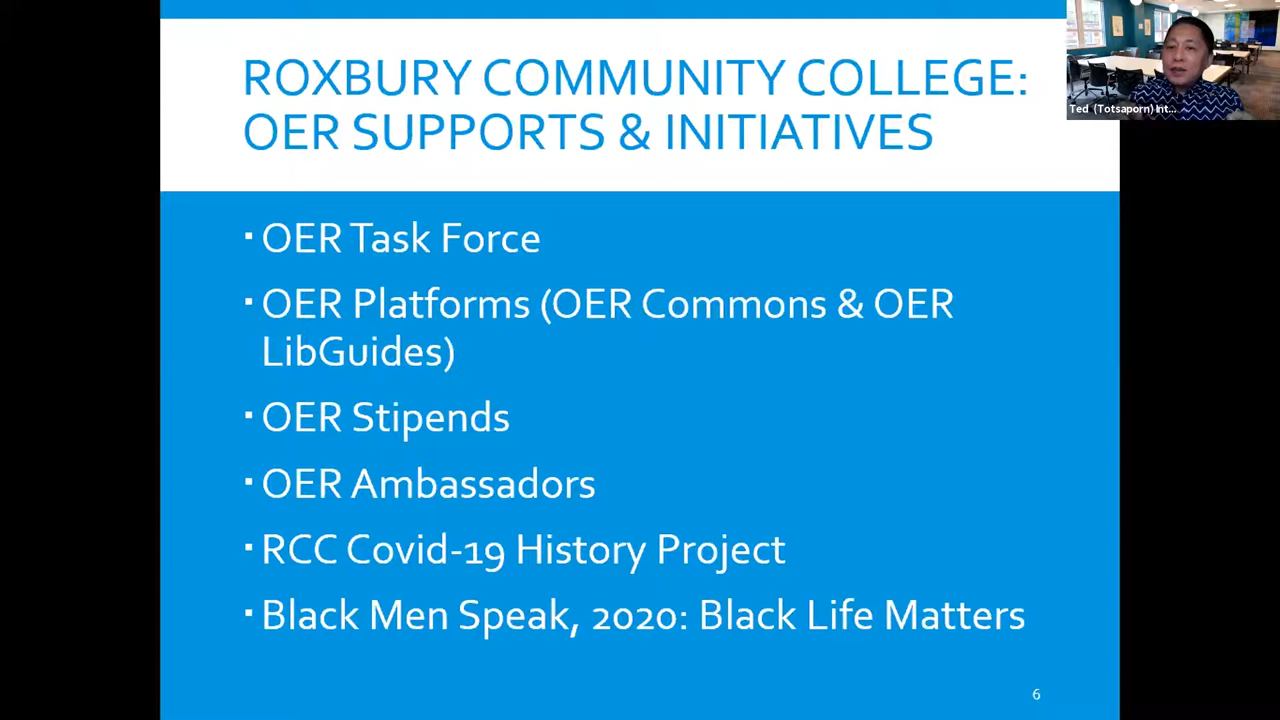 ROXBURY COMMUNITY COLLEGE:
OER SUPPORTS & INITIATIVES
Ted (Totsaporn) Int...
▪ OER Task Force
▪ OER Platforms (OER Commons & OER
LibGuides)
▪ OER Stipends
▪ OER Ambassadors
▪ RCC Covid-19 History Project
▪ Black Men Speak, 2020: Black Life Matters
6